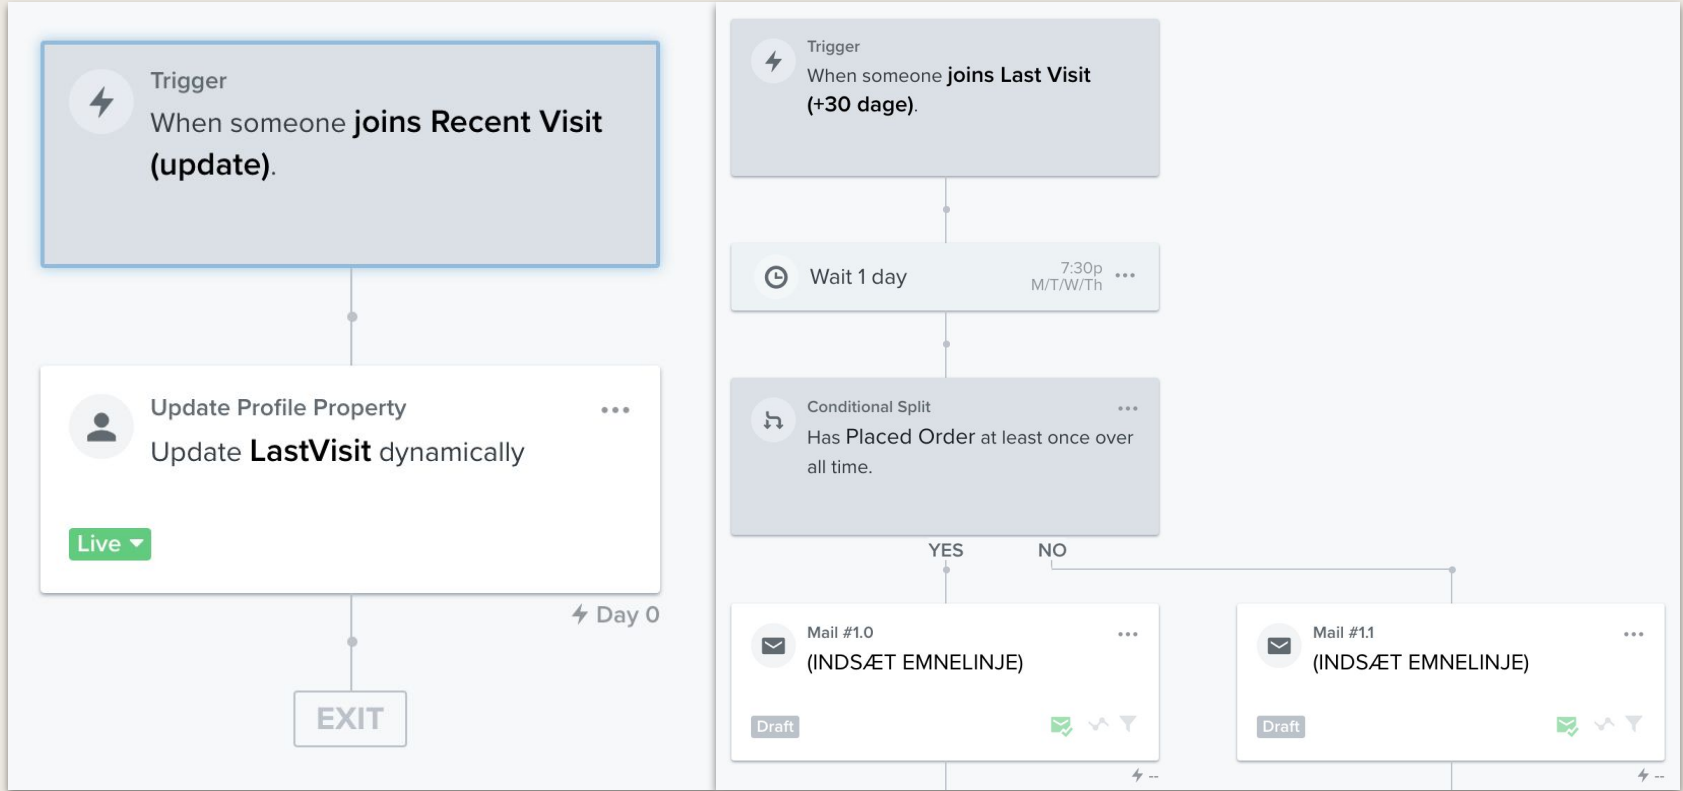 Trigger
When someone joins Recent Visit
(update).
Update Profile Property
Update LastVisit dynamically
Live
Day 0
EXIT
Trigger
When someone joins Last Visit
(+30 dage).
Wait 1 day
7:30p
M/T/W/Th
Conditional Split
Has Placed Order at least once over
all time.
YES
NO
Mail #1.0
(INDSÆT EMNELINJE)
Draft
--
Mail #1.1
(INDSÆT EMNELINJE)
Draft
--